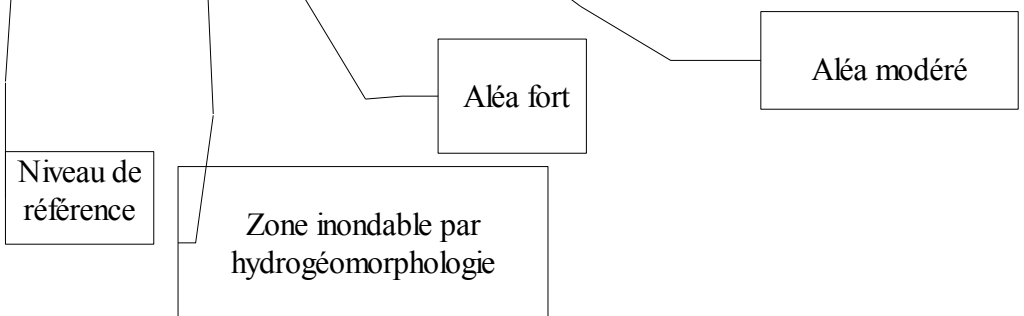 Aléa modéré
Aléa fort
Niveau de
référence
Zone inondable par
hydrogéomorphologie